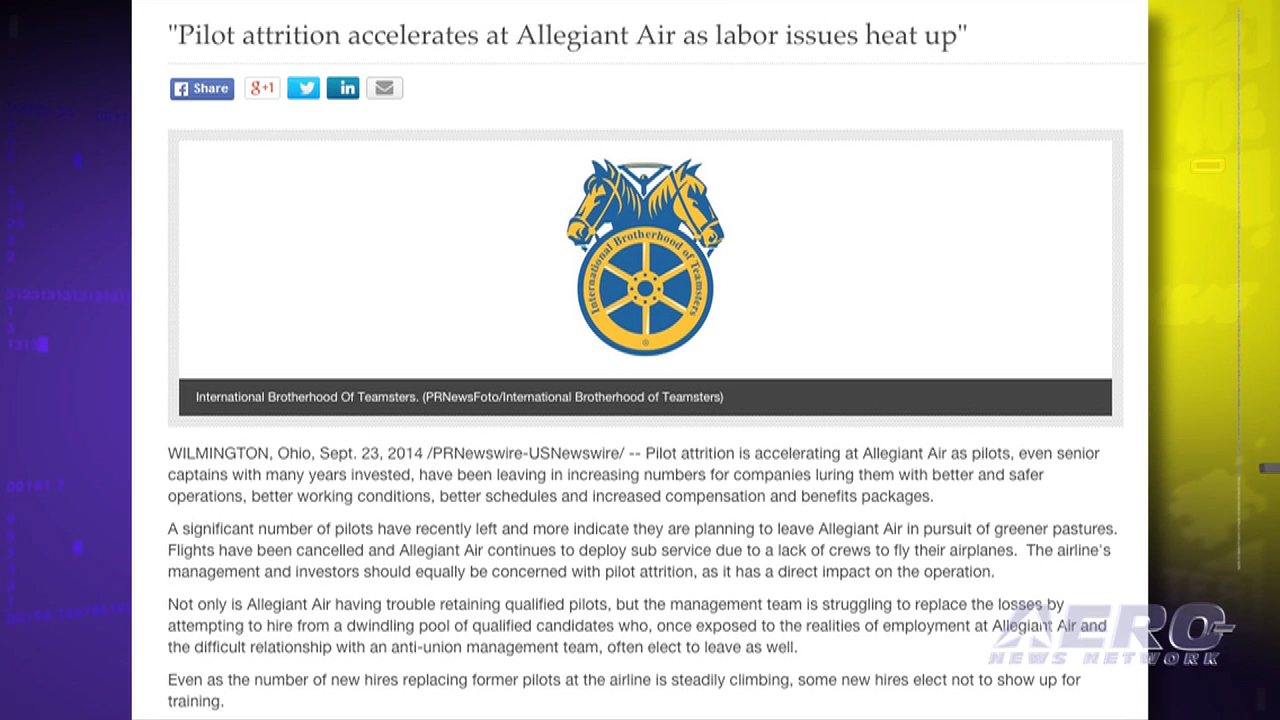 "Pilot attrition accelerates at Allegiant Air as labor issues heat up"
Share
g+1
in
International Brotherhood of Teamsters
®
International Brotherhood Of Teamsters. (PRNewsFoto/International Brotherhood of Teamsters)
WILMINGTON, Ohio, Sept. 23, 2014 /PRNewswire-USNewswire/ -- Pilot attrition is accelerating at Allegiant Air as pilots, even senior
captains with many years invested, have been leaving in increasing numbers for companies luring them with better and safer
operations, better working conditions, better schedules and increased compensation and benefits packages.
A significant number of pilots have recently left and more indicate they are planning to leave Allegiant Air in pursuit of greener pastures.
Flights have been cancelled and Allegiant Air continues to deploy sub service due to a lack of crews to fly their airplanes.  The airline's
management and investors should equally be concerned with pilot attrition, as it has a direct impact on the operation.
Not only is Allegiant Air having trouble retaining qualified pilots, but the management team is struggling to replace the losses by
attempting to hire from a dwindling pool of qualified candidates who, once exposed to the realities of employment at Allegiant Air and
the difficult relationship with an anti-union management team, often elect to leave as well.
Even as the number of new hires replacing former pilots at the airline is steadily climbing, some new hires elect not to show up for
training.
AERO
NEWS NETWORK